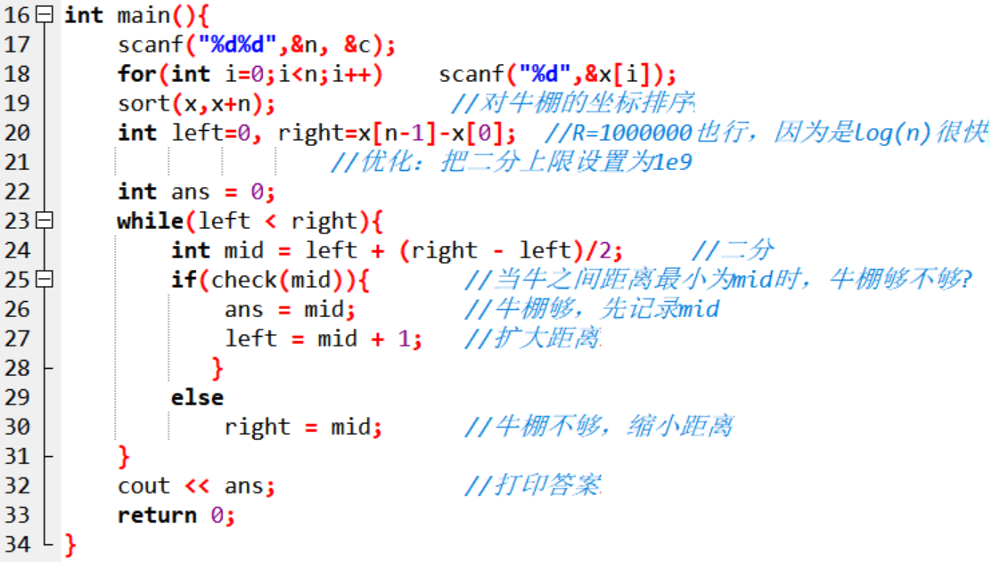 16 int main(){
17 scanf("%d%d",&n, &c);
18 for(int i=0;i<n;i++) scanf("%d",&x[i]);
19 sort(x,x+n); //对牛棚的坐标排序
20 int left=0, right=x[n-1]-x[0]; //R=1000000也行，因为是log(n)很快
21 //优化：把二分上限设置为1e9
22 int ans = 0;
23 while(left < right){
24 int mid = left + (right - left)/2; //二分
25 if(check(mid)){ //当牛之间距离最小为mid时，牛棚够不够?
26 ans = mid; //牛棚够，先记录mid
27 left = mid + 1; //扩大距离
28 }
29 else
30 right = mid; //牛棚不够，缩小距离
31 }
32 cout << ans; //打印答案
33 return 0;
34 }